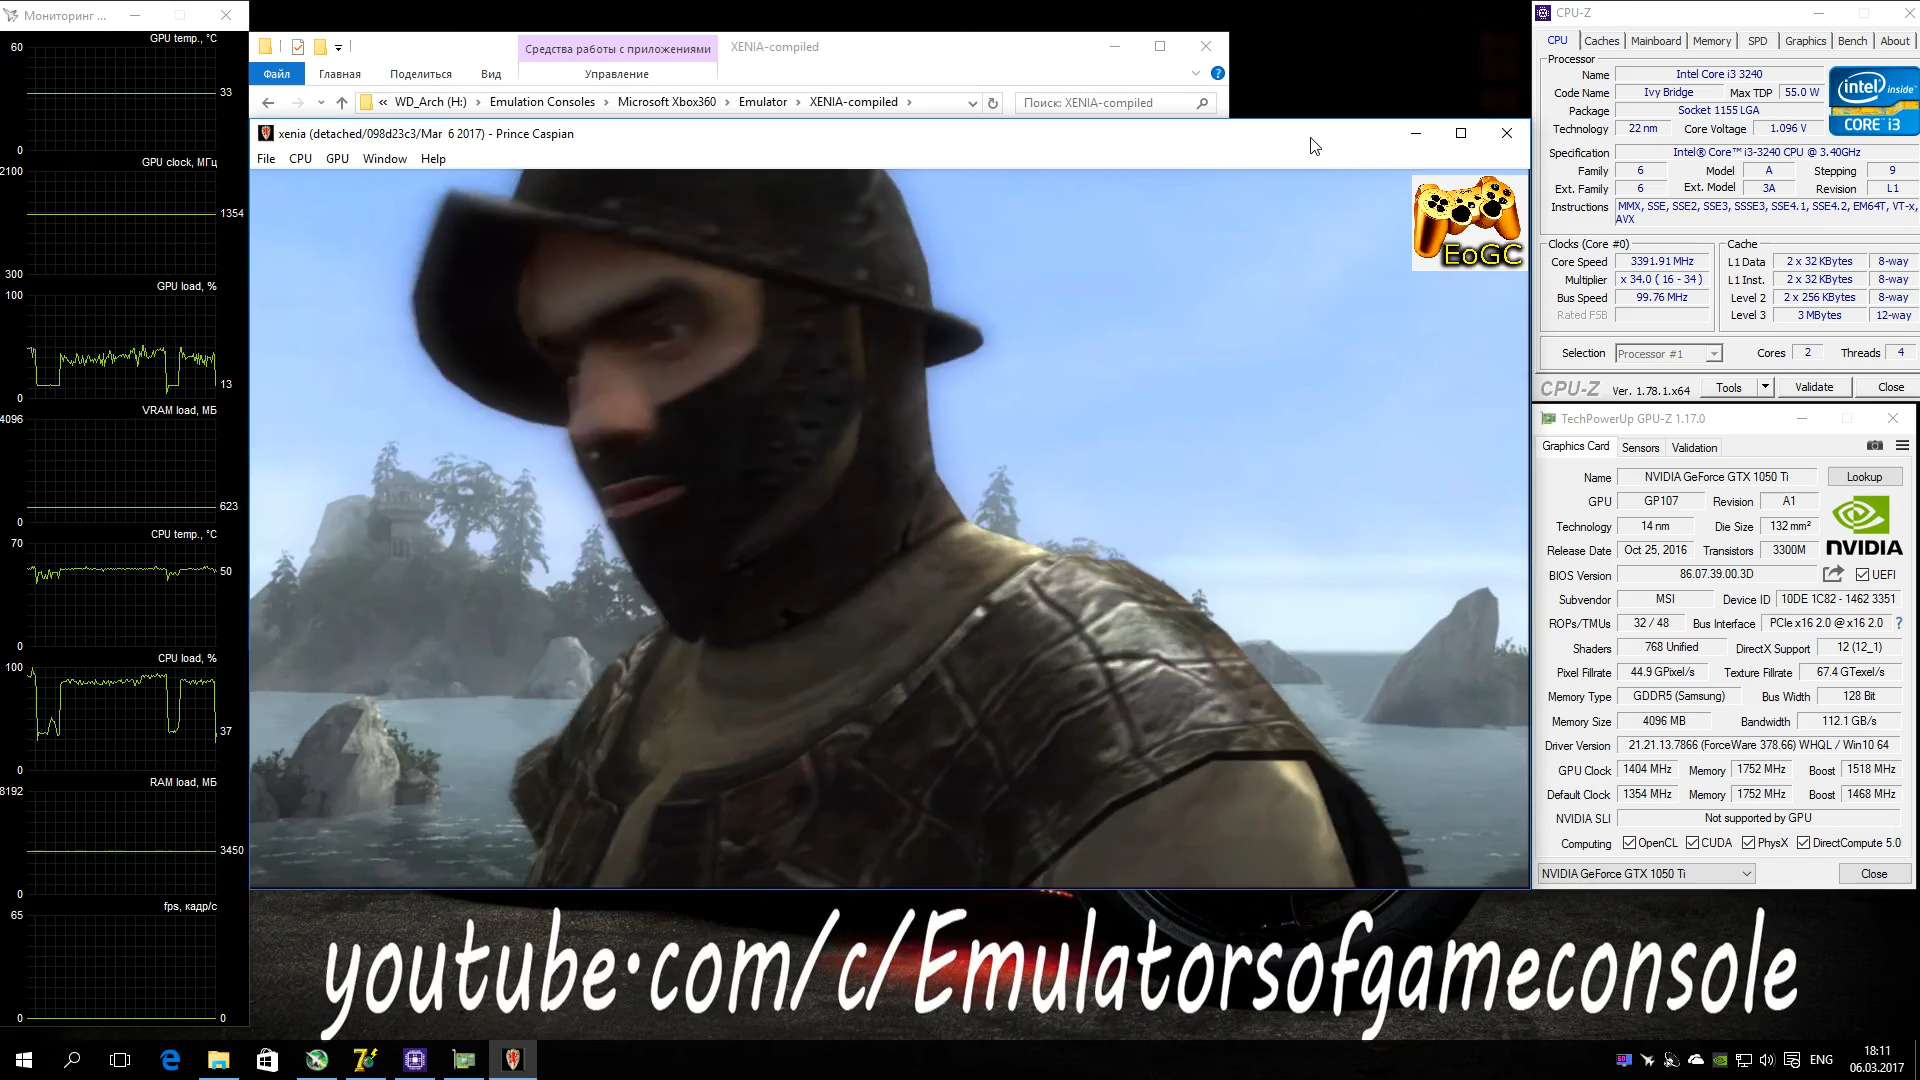 Мониторинг ...
GPU temp., °C
60
33
0
GPU clock, МГц
2100
1354
300
GPU load, %
100
13
0
VRAM load, МБ
4096
623
0
CPU temp., °C
70
50
0
CPU load, %
100
37
0
RAM load, МБ
8192
3450
0
fps, кадр/с
65
0
0
Средства работы с приложениями
XENIA-compiled
Файл
Главная
Поделиться
Вид
Управление
« WD_Arch (H:) › Emulation Consoles › Microsoft Xbox360 › Emulator › XENIA-compiled ›
Поиск: XENIA-compiled
xenia (detached/098d23c3/Mar 6 2017) - Prince Caspian
File CPU GPU Window Help
EoGC
CPU-Z
CPU Caches Mainboard Memory SPD Graphics Bench About
Processor
Name Intel Core i3 3240
Code Name Ivy Bridge Max TDP 55.0 W
Package Socket 1155 LGA
Technology 22 nm Core Voltage 1.096 V
intel inside™
CORE i3
Specification Intel® Core™ i3-3240 CPU @ 3.40GHz
Family 6 Model A Stepping 9
Ext. Family 6 Ext. Model 3A Revision L1
Instructions MMX, SSE, SSE2, SSE3, SSSE3, SSE4.1, SSE4.2, EM64T, VT-x,
AVX
Clocks (Core #0)
Core Speed 3391.91 MHz
Multiplier x 34.0 ( 16 - 34 )
Bus Speed 99.76 MHz
Rated FSB
Cache
L1 Data 2 x 32 KBytes 8-way
L1 Inst. 2 x 32 KBytes 8-way
Level 2 2 x 256 KBytes 8-way
Level 3 3 MBytes 12-way
Selection Processor #1 Cores 2 Threads 4
CPU-Z Ver. 1.78.1.x64 Tools Validate Close
TechPowerUp GPU-Z 1.17.0
Graphics Card Sensors Validation
Name NVIDIA GeForce GTX 1050 Ti Lookup
GPU GP107 Revision A1
Technology 14 nm Die Size 132 mm²
Release Date Oct 25, 2016 Transistors 3300M
NVIDIA
BIOS Version 86.07.39.00.3D UEFI
Subvendor MSI Device ID 10DE 1C82 - 1462 3351
ROPs/TMUs 32 / 48 Bus Interface PCIe x16 2.0 @ x16 2.0 ?
Shaders 768 Unified DirectX Support 12 (12_1)
Pixel Fillrate 44.9 GPixel/s Texture Fillrate 67.4 GTexel/s
Memory Type GDDR5 (Samsung) Bus Width 128 Bit
Memory Size 4096 MB Bandwidth 112.1 GB/s
Driver Version 21.21.13.7866 (ForceWare 378.66) WHQL / Win10 64
GPU Clock 1404 MHz Memory 1752 MHz Boost 1518 MHz
Default Clock 1354 MHz Memory 1752 MHz Boost 1468 MHz
NVIDIA SLI Not supported by GPU
Computing OpenCL CUDA PhysX DirectCompute 5.0
NVIDIA GeForce GTX 1050 Ti Close
youtube.com/c/Emulatorsofgameconsole
ENG
18:11
06.03.2017